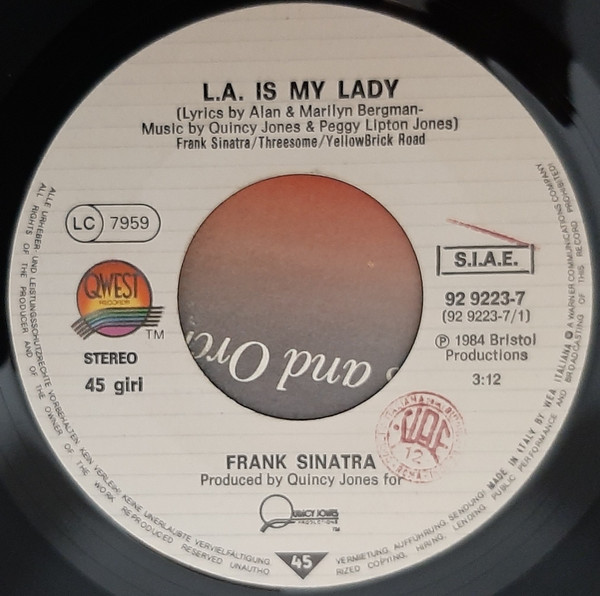 L.A. IS MY LADY
(Lyrics by Alan & Marilyn Bergman-
Music by Quincy Jones & Peggy Lipton Jones)
Frank Sinatra/Threesome/YellowBrick Road
LC 7959
S.I.A.E.
QWEST
RECORDS
TM
92 9223-7
(92 9223-7/1)
STEREO
℗ 1984 Bristol
Productions
45 giri
3:12
and Orc
FRANK SINATRA
Produced by Quincy Jones for
QUINCY JONES
PRODUCTIONS
TM
45
12
ALLE URHEBER- UND LEISTUNGSSCHUTZRECHTE VORBEHALTEN. KEIN VERLEIH! KEINE UNERLAUBTE VERVIELFÄLTIGUNG, VERMIETUNG, AUFFÜHRUNG, SENDUNG! MADE IN ITALY BY WEA ITALIANA A WARNER COMMUNICATIONS COMPANY
ALL RIGHTS OF THE PRODUCER AND OF THE OWNER OF THE WORK REPRODUCED RESERVED UNAUTHORIZED COPYING, HIRING, LENDING PUBLIC PERFORMANCE AND BROADCASTING OF THIS RECORD PROHIBITED!